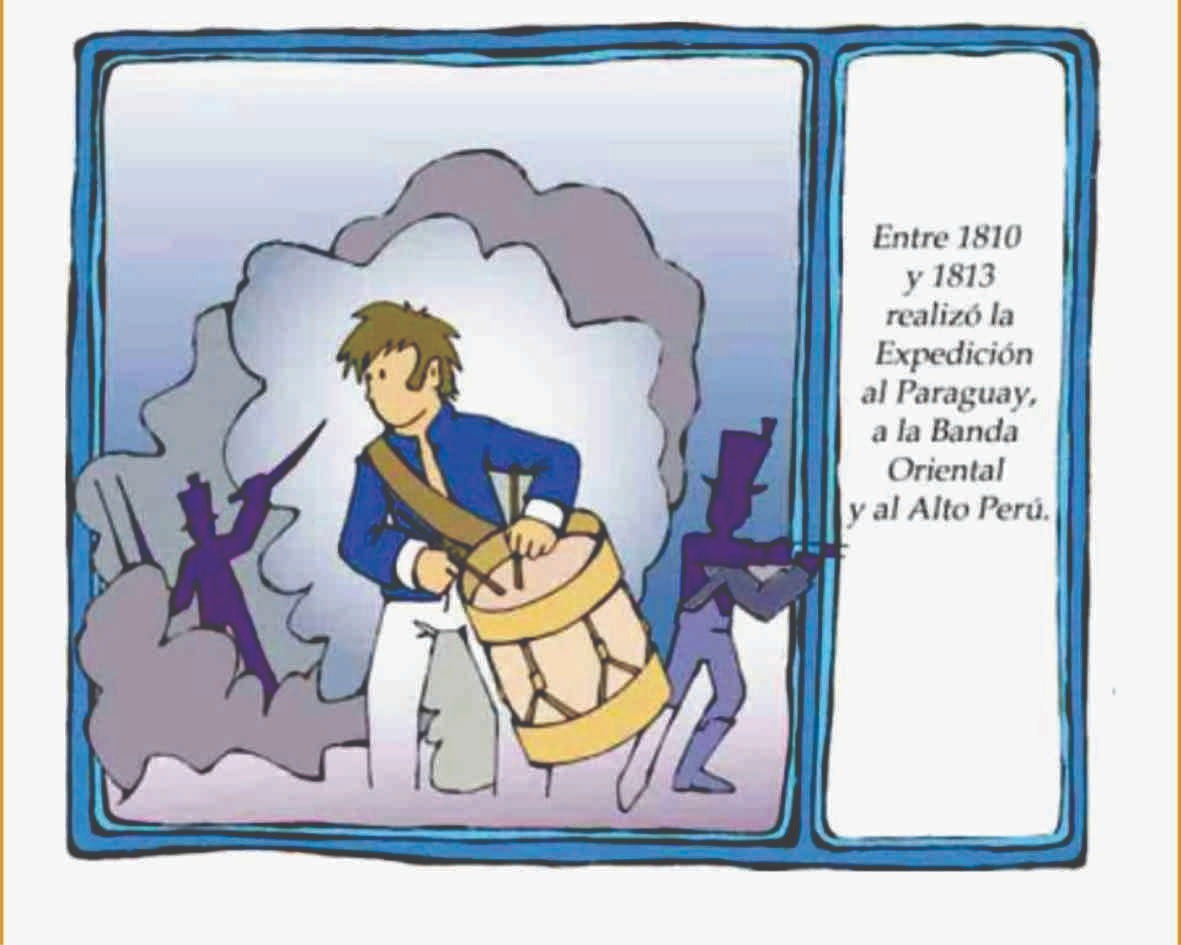 Entre 1810
y 1813
realizó la
Expedición
al Paraguay,
a la Banda
Oriental
y al Alto Perú.